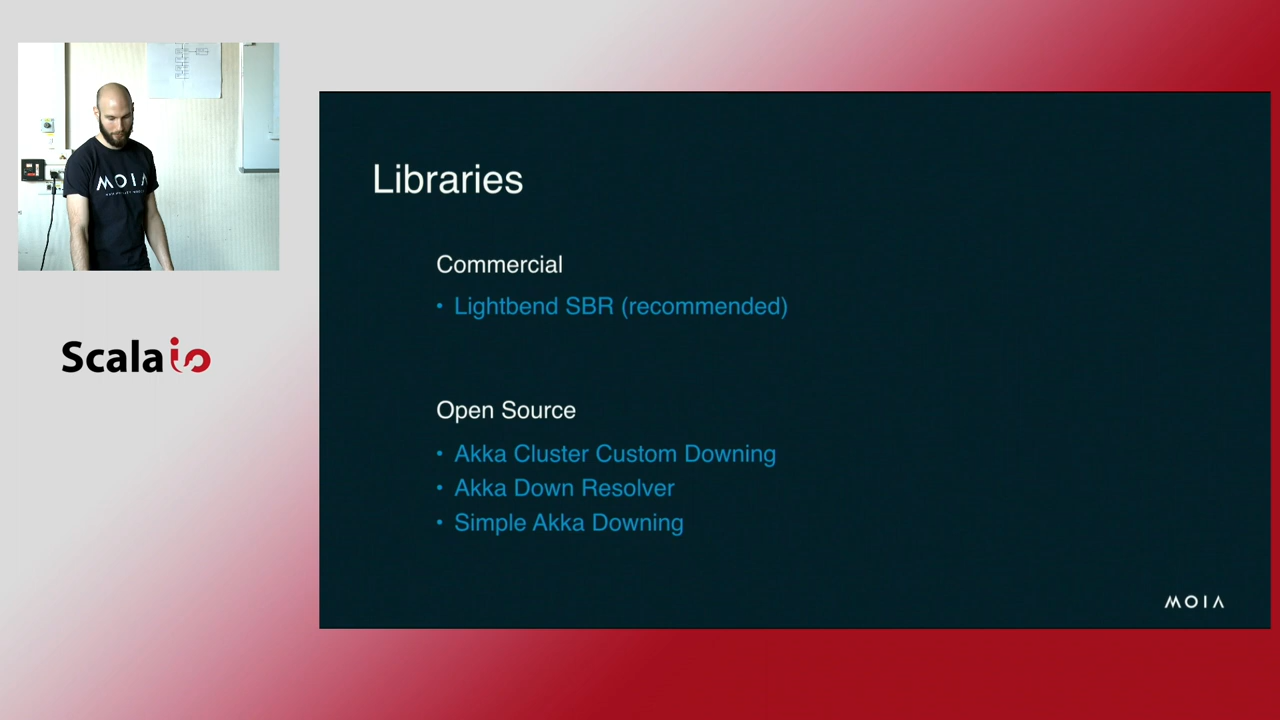 MOIA
Scala io
Libraries
Commercial
• Lightbend SBR (recommended)
Open Source
• Akka Cluster Custom Downing
• Akka Down Resolver
• Simple Akka Downing
MOIA